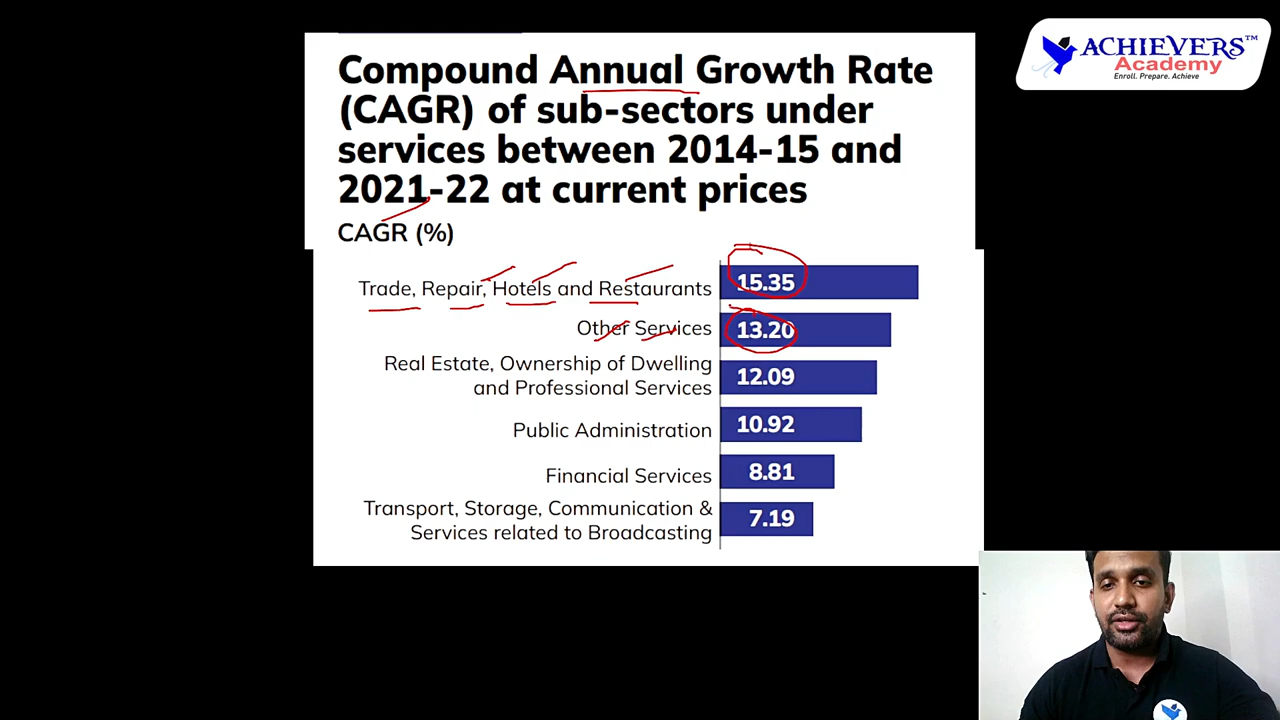 ACHIEVERS™
Academy
Enroll. Prepare. Achieve
Compound Annual Growth Rate
(CAGR) of sub-sectors under
services between 2014-15 and
2021-22 at current prices
CAGR (%)
Trade, Repair, Hotels and Restaurants 15.35
Other Services 13.20
Real Estate, Ownership of Dwelling
and Professional Services 12.09
Public Administration 10.92
Financial Services 8.81
Transport, Storage, Communication &
Services related to Broadcasting 7.19